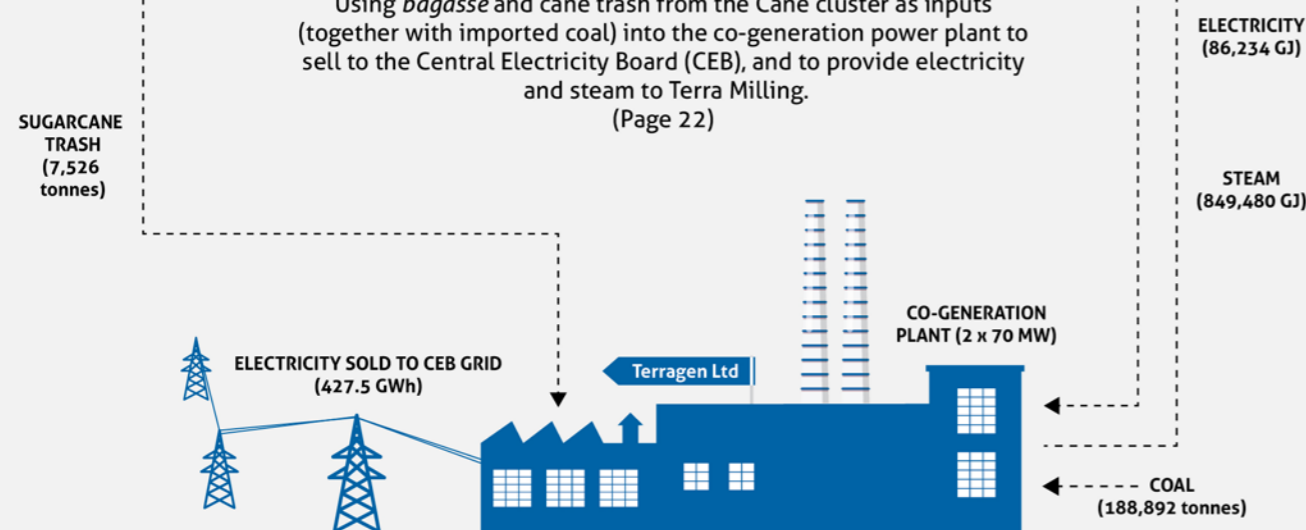 Using bagasse and cane trash from the Cane cluster as inputs
(together with imported coal) into the co-generation power plant to
sell to the Central Electricity Board (CEB), and to provide electricity
and steam to Terra Milling.
(Page 22)
ELECTRICITY
(86,234 GJ)
SUGARCANE
TRASH
(7,526
tonnes)
STEAM
(849,480 GJ)
CO-GENERATION
PLANT (2 x 70 MW)
ELECTRICITY SOLD TO CEB GRID
(427.5 GWh)
Terragen Ltd
COAL
(188,892 tonnes)